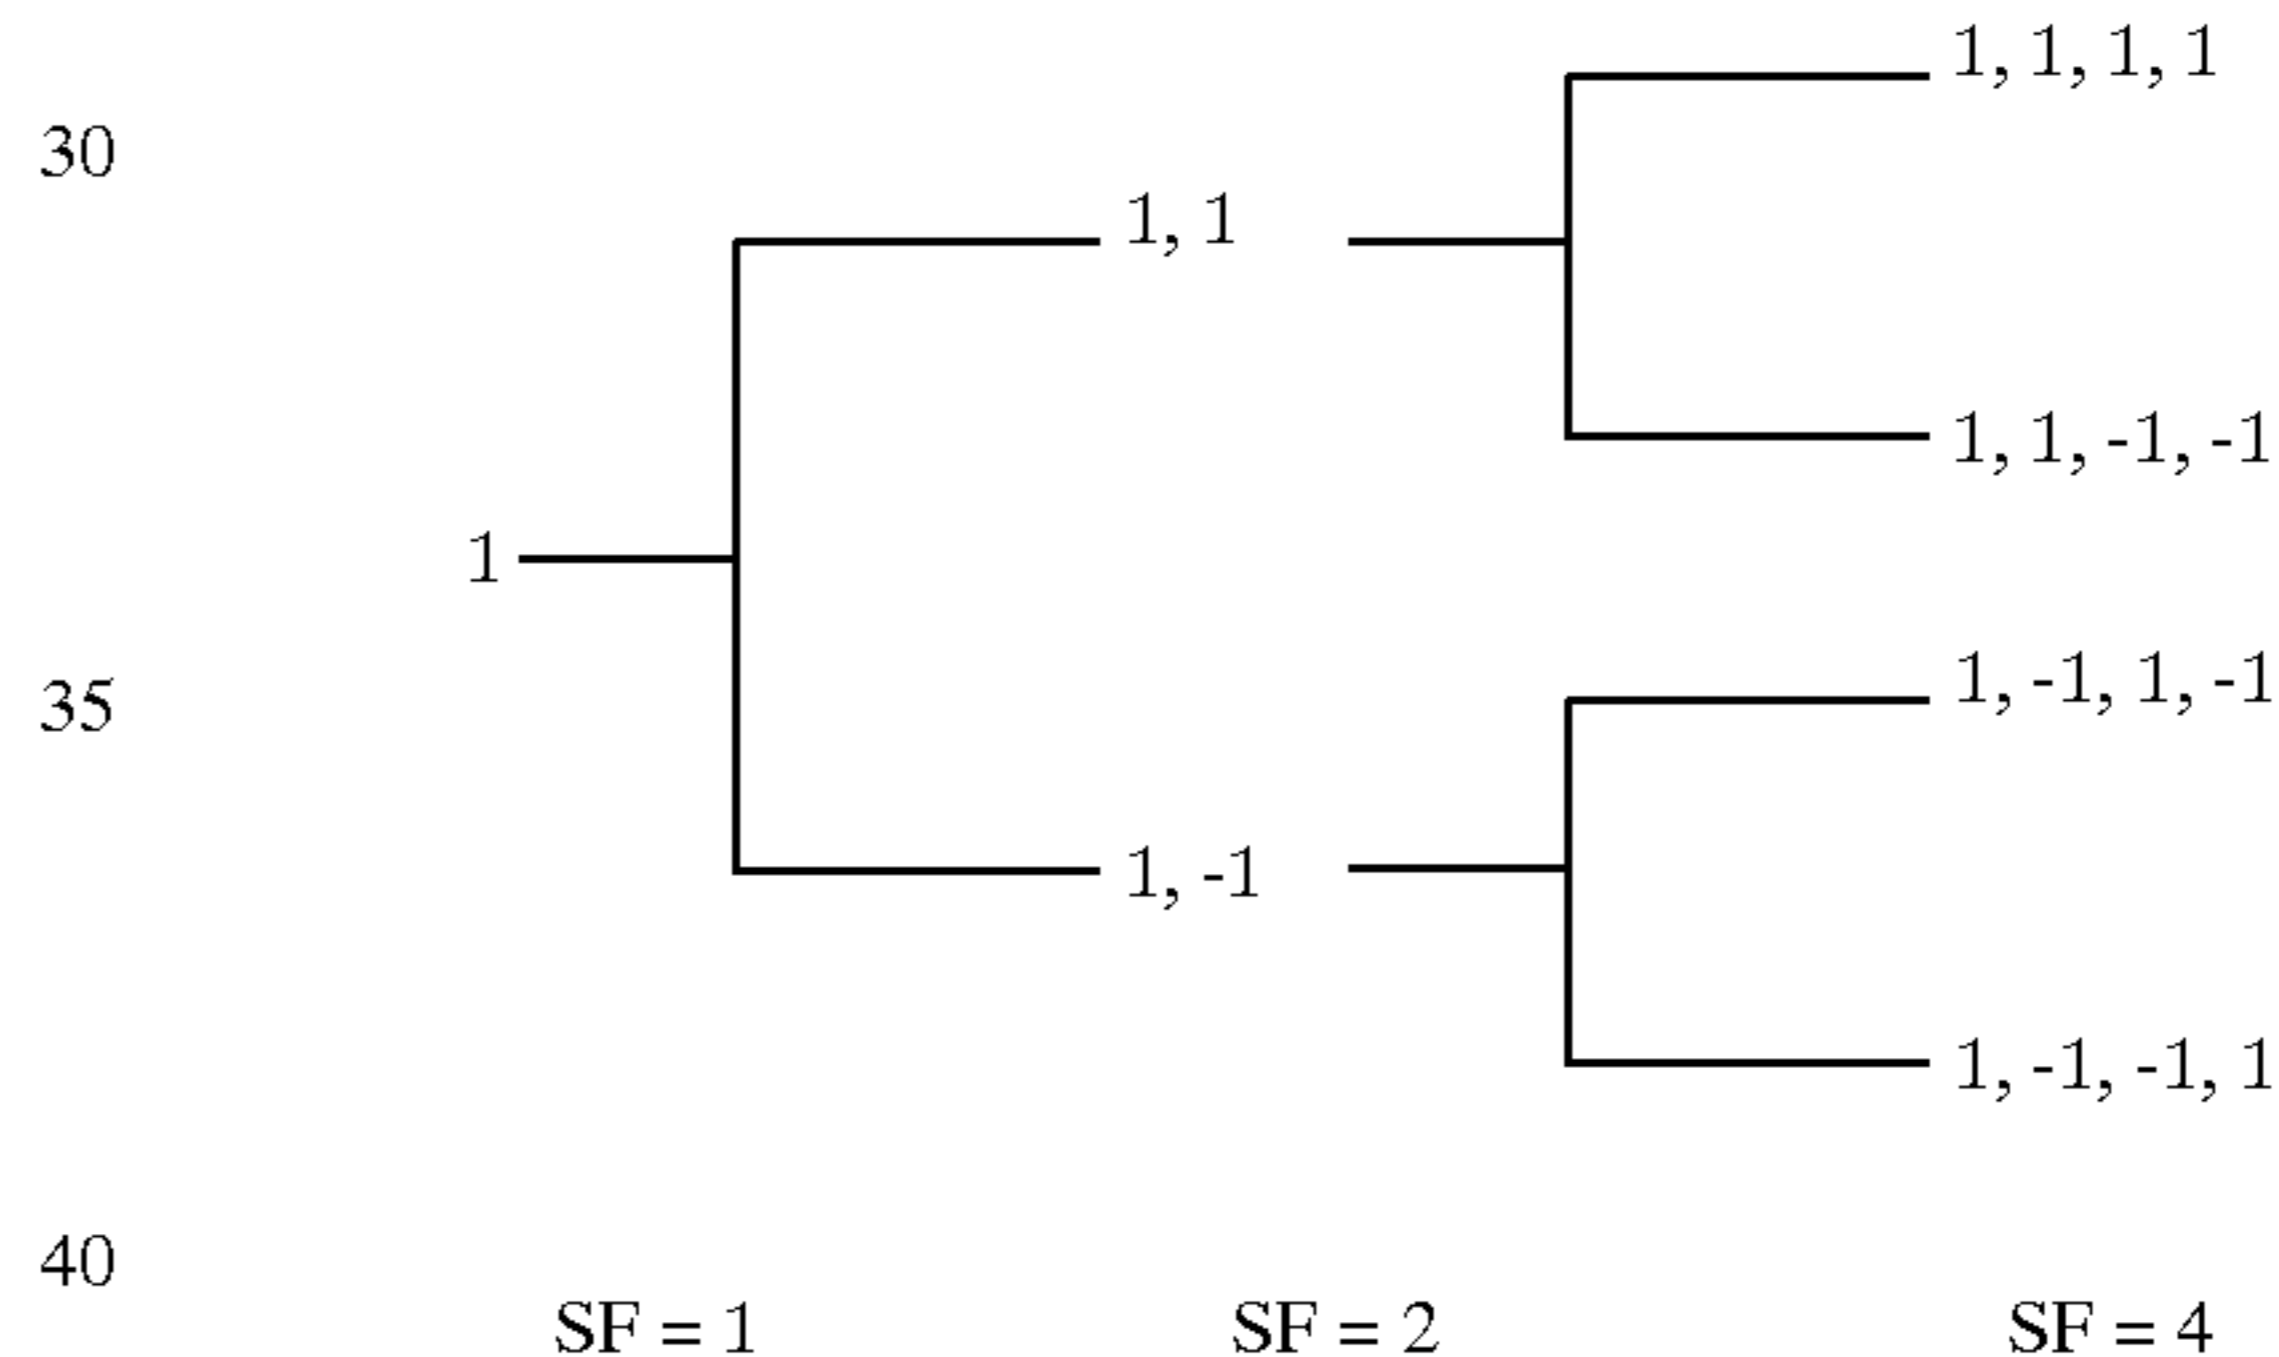 1, 1, 1, 1
30
1, 1
1, 1, -1, -1
1
35
1, -1, 1, -1
1, -1
1, -1, -1, 1
40
SF = 1
SF = 2
SF = 4